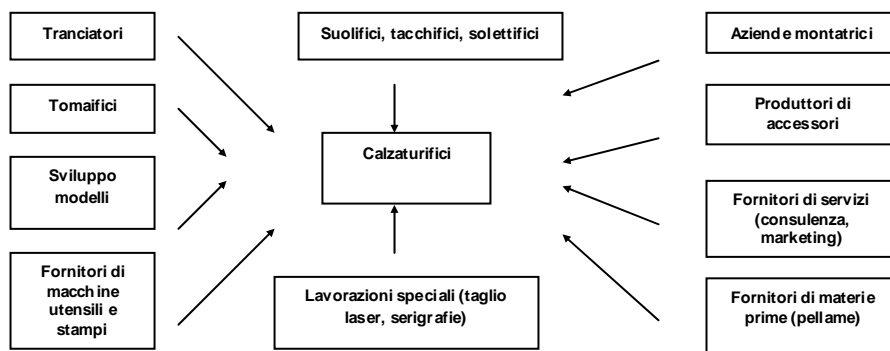 Tranciatori
Tomaifici
Sviluppo
modelli
Fornitori di
macchine
utensili e
stampi
Suolifici, tacchifici, solettifici
Calzaturifici
Lavorazioni speciali (taglio
laser, serigrafie)
Aziende montatrici
Produttori di
accessori
Fornitori di servizi
(consulenza,
marketing)
Fornitori di materie
prime (pellame)